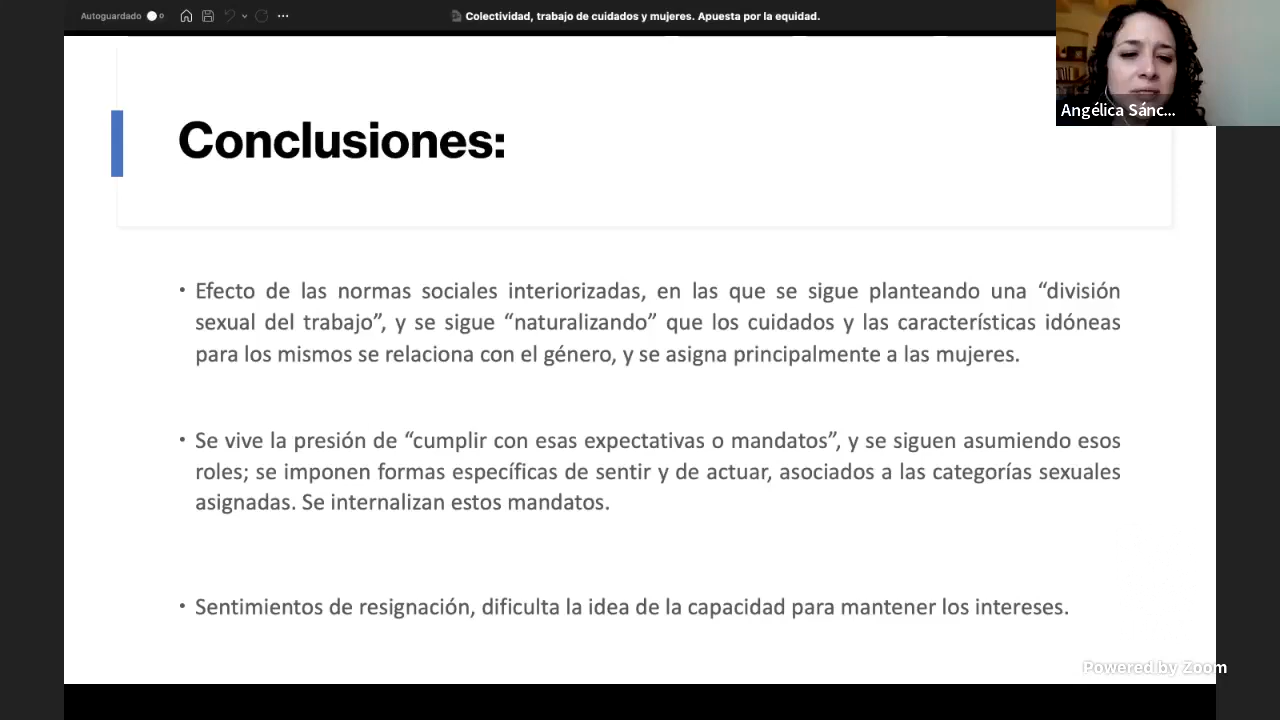 Autoguardado
Colectividad, trabajo de cuidados y mujeres. Apuesta por la equidad.
Angélica Sánc...
Conclusiones:
• Efecto de las normas sociales interiorizadas, en las que se sigue planteando una “división
sexual del trabajo”, y se sigue “naturalizando” que los cuidados y las características idóneas
para los mismos se relaciona con el género, y se asigna principalmente a las mujeres.
• Se vive la presión de “cumplir con esas expectativas o mandatos”, y se siguen asumiendo esos
roles; se imponen formas específicas de sentir y de actuar, asociados a las categorías sexuales
asignadas. Se internalizan estos mandatos.
• Sentimientos de resignación, dificulta la idea de la capacidad para mantener los intereses.
Powered by Zoom